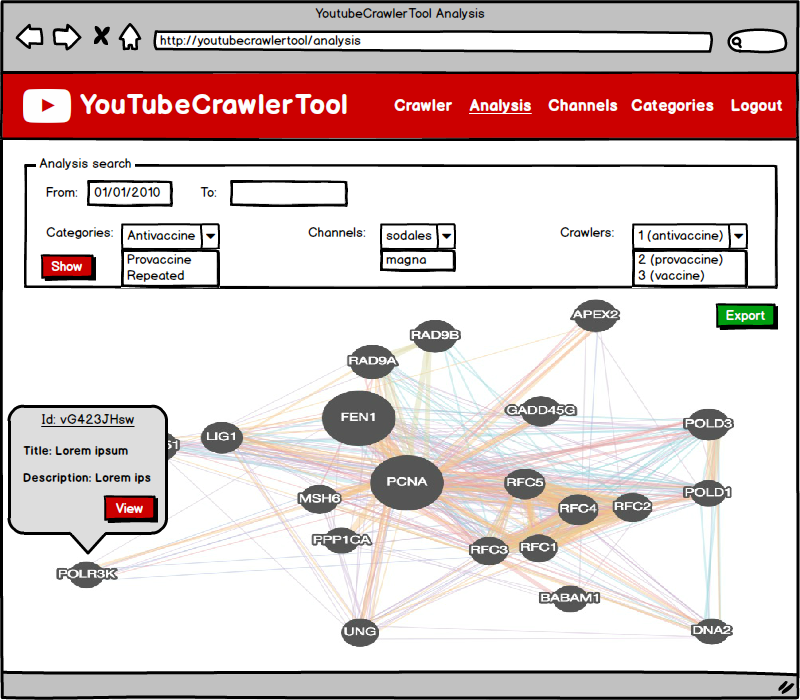 YoutubeCrawlerTool Analysis
http://youtubecrawlertool/analysis
YouTubeCrawlerTool
Crawler Analysis Channels Categories Logout
Analysis search
From: 01/01/2010 To:
Categories: Antivaccine Channels: sodales Crawlers: 1 (antivaccine)
Show Provaccine magna 2 (provaccine)
Repeated 3 (vaccine)
Export
APEX2
RAD9B
RAD9A
FEN1
GADD45G
POLD3
Id: vG423JHsw
LIG1
Title: Lorem ipsum
Description: Lorem ips
View
PCNA
RFC5
POLD1
MSH6
RFC4
RFC2
PPP1CA
RFC3
RFC1
POLR3K
BABAM1
UNG
DNA2